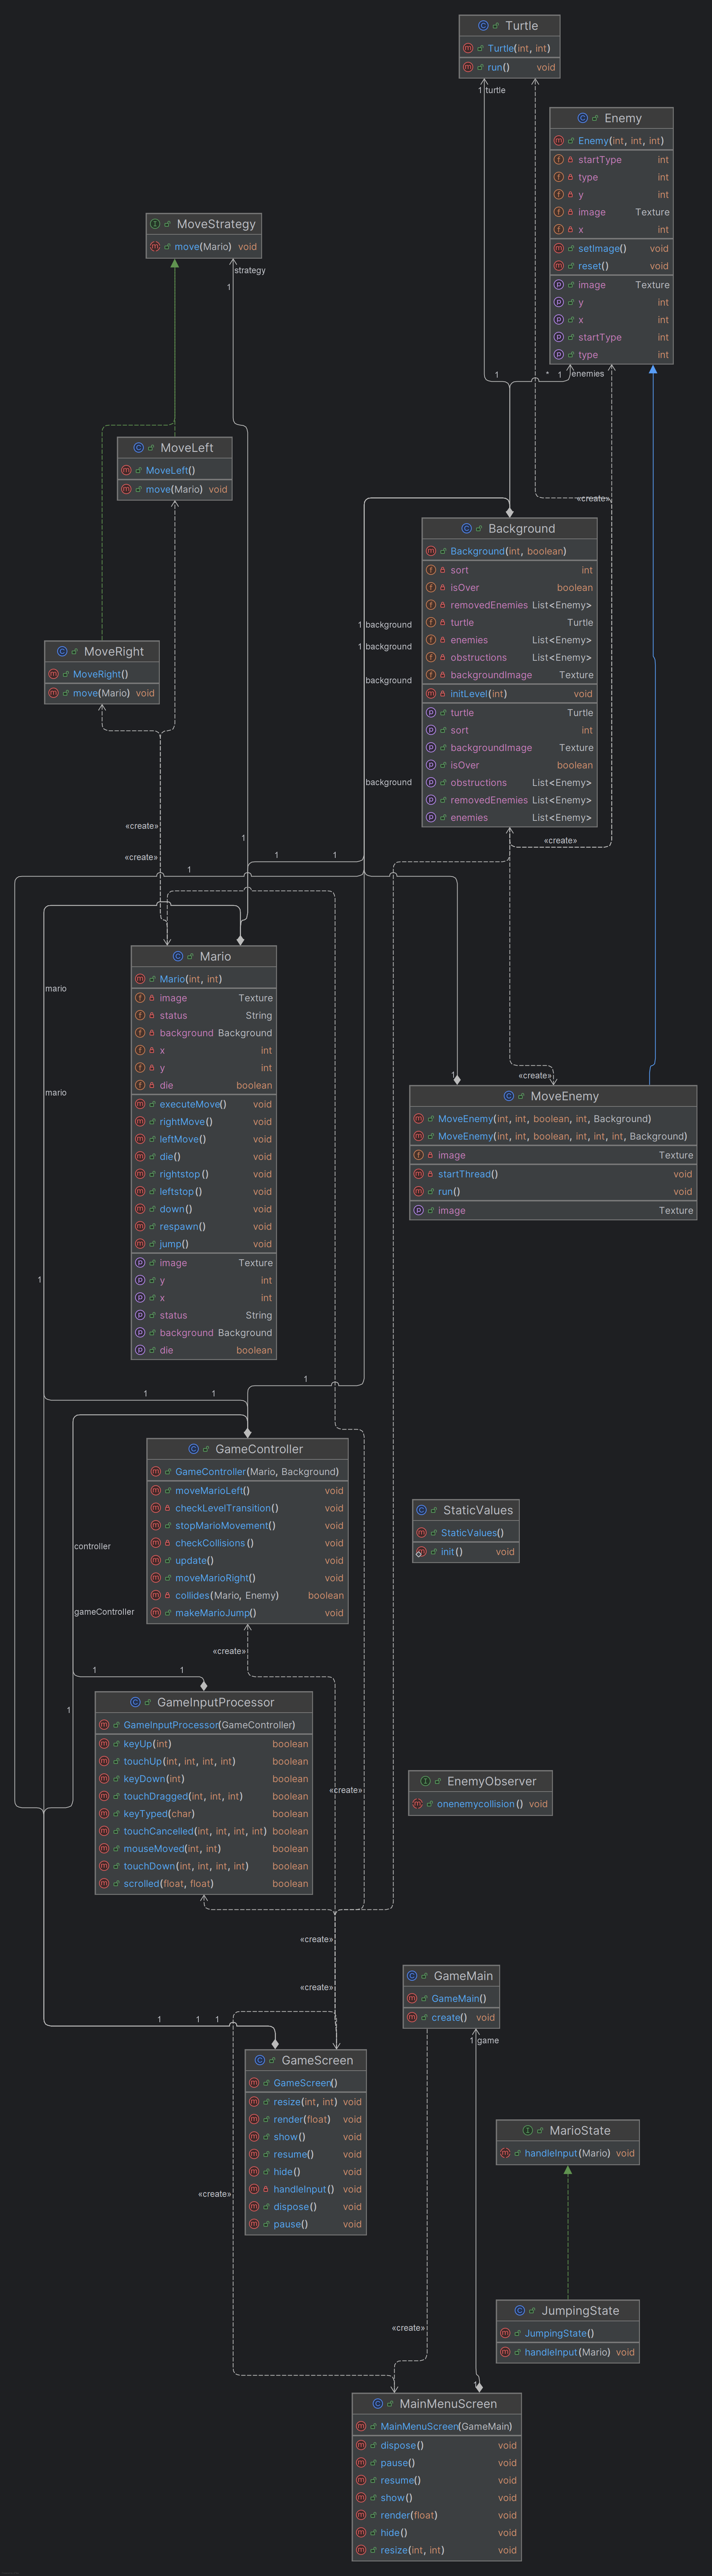 Turtle
Turtle(int, int)
run() void
1 turtle
Enemy
Enemy(int, int, int)
startType int
type int
y int
image Texture
x int
setImage() void
reset() void
image Texture
y int
x int
startType int
type int
MoveStrategy
move(Mario) void
strategy
1
1
* 1 enemies
MoveLeft
MoveLeft()
move(Mario) void
«create»
Background
Background(int, boolean)
sort int
isOver boolean
removedEnemies List<Enemy>
turtle Turtle
enemies List<Enemy>
obstructions List<Enemy>
backgroundImage Texture
initLevel(int) void
turtle Turtle
sort int
backgroundImage Texture
isOver boolean
obstructions List<Enemy>
removedEnemies List<Enemy>
enemies List<Enemy>
1 background
1 background
background
background
MoveRight
MoveRight()
move(Mario) void
«create»
«create»
1
«create»
1 1
1
mario
mario
Mario
Mario(int, int)
image Texture
status String
background Background
x int
y int
die boolean
executeMove() void
rightMove() void
leftMove() void
die() void
rightstop() void
leftstop() void
down() void
respawn() void
jump() void
image Texture
y int
x int
status String
background Background
die boolean
1
«create»
MoveEnemy
MoveEnemy(int, int, boolean, int, Background)
MoveEnemy(int, int, boolean, int, int, int, Background)
image Texture
startThread() void
run() void
image Texture
1
1
1 1
GameController
GameController(Mario, Background)
moveMarioLeft() void
checkLevelTransition() void
stopMarioMovement() void
checkCollisions() void
update() void
moveMarioRight() void
collides(Mario, Enemy) boolean
makeMarioJump() void
StaticValues
StaticValues()
init() void
controller
gameController
«create»
1 1
1
GameInputProcessor
GameInputProcessor(GameController)
keyUp(int) boolean
touchUp(int, int, int, int) boolean
keyDown(int) boolean
touchDragged(int, int, int) boolean
keyTyped(char) boolean
touchCancelled(int, int, int, int) boolean
mouseMoved(int, int) boolean
touchDown(int, int, int, int) boolean
scrolled(float, float) boolean
«create»
EnemyObserver
onenemycollision() void
«create»
«create»
GameMain
GameMain()
create() void
1 game
1 1 1
GameScreen
GameScreen()
resize(int, int) void
render(float) void
show() void
resume() void
hide() void
handleInput() void
dispose() void
pause() void
«create»
MarioState
handleInput(Mario) void
JumpingState
JumpingState()
handleInput(Mario) void
«create»
1
MainMenuScreen
MainMenuScreen(GameMain)
dispose() void
pause() void
resume() void
show() void
render(float) void
hide() void
resize(int, int) void